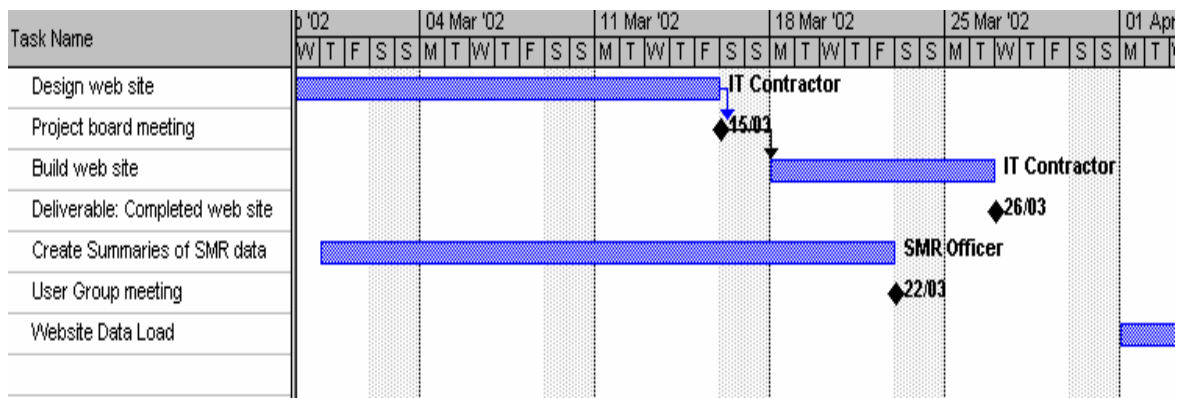 Task Name
b '02 04 Mar '02 11 Mar '02 18 Mar '02 25 Mar '02 01 Apr
W T F S S M T W T F S S M T W T F S S M T W T F S S M T W T F S S M T
Design web site IT Contractor
Project board meeting 15/03
Build web site IT Contractor
Deliverable: Completed web site 26/03
Create Summaries of SMR data SMR Officer
User Group meeting 22/03
Website Data Load